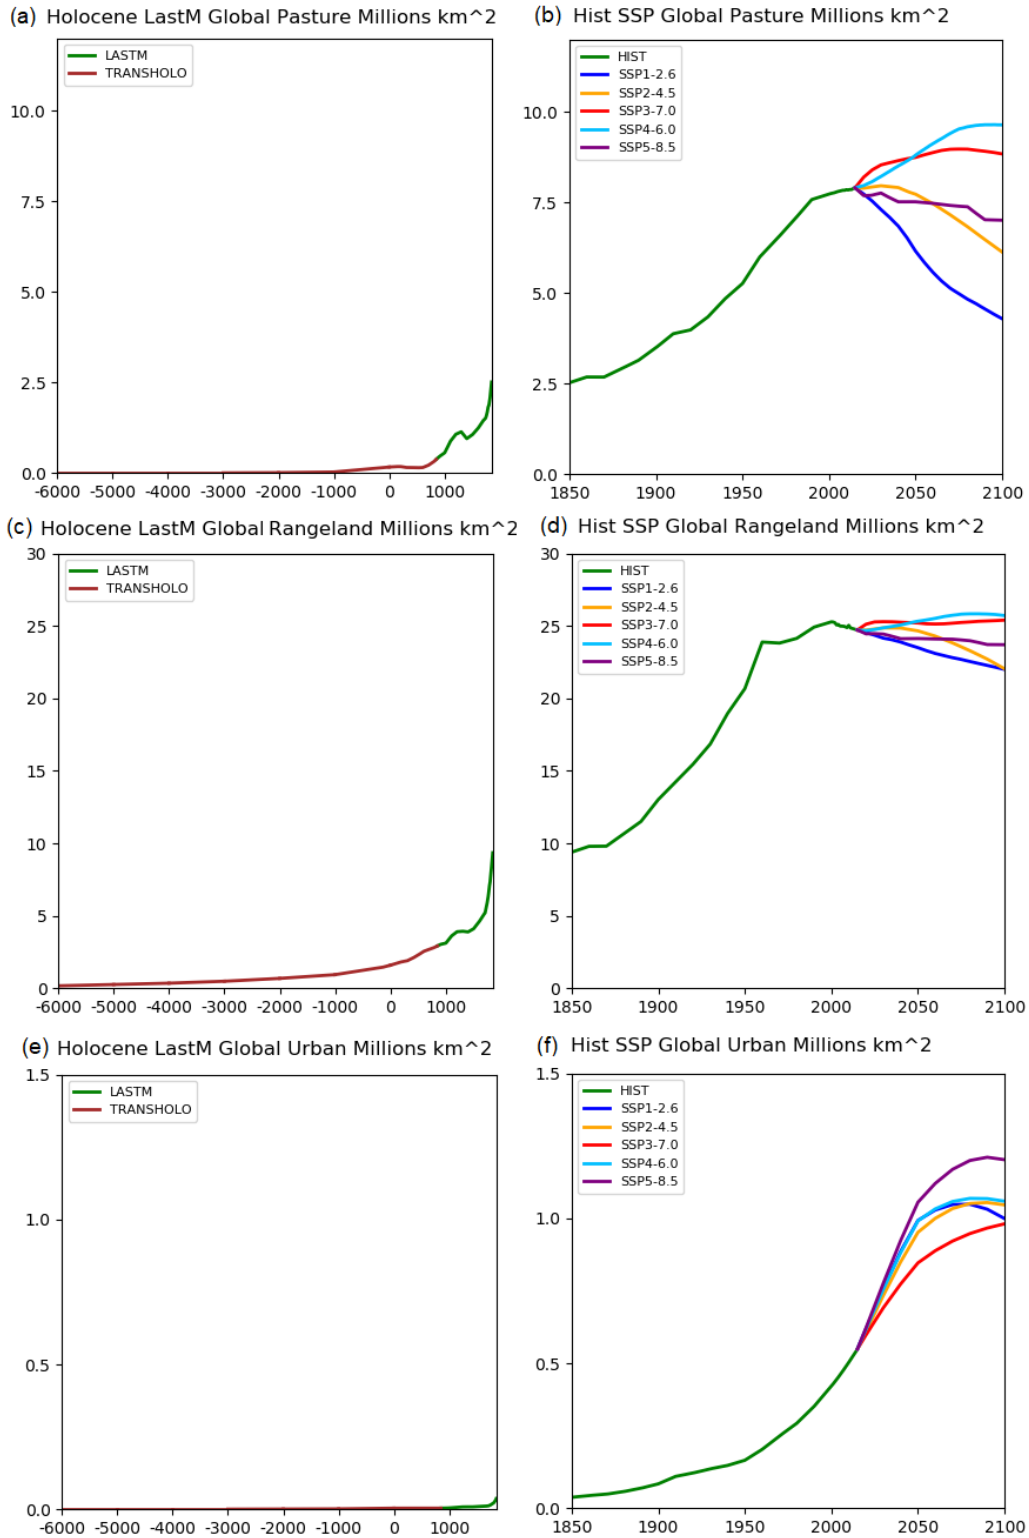 (a) Holocene LastM Global Pasture Millions km^2
LASTM
TRANSHOLO
10.0
7.5
5.0
2.5
0.0
-6000 -5000 -4000 -3000 -2000 -1000 0 1000
(b) Hist SSP Global Pasture Millions km^2
HIST
SSP1-2.6
SSP2-4.5
SSP3-7.0
SSP4-6.0
SSP5-8.5
10.0
7.5
5.0
2.5
0.0
1850 1900 1950 2000 2050 2100
(c) Holocene LastM Global Rangeland Millions km^2
LASTM
TRANSHOLO
30
25
20
15
10
5
0
-6000 -5000 -4000 -3000 -2000 -1000 0 1000
(d) Hist SSP Global Rangeland Millions km^2
HIST
SSP1-2.6
SSP2-4.5
SSP3-7.0
SSP4-6.0
SSP5-8.5
30
25
20
15
10
5
0
1850 1900 1950 2000 2050 2100
(e) Holocene LastM Global Urban Millions km^2
LASTM
TRANSHOLO
1.5
1.0
0.5
0.0
-6000 -5000 -4000 -3000 -2000 -1000 0 1000
(f) Hist SSP Global Urban Millions km^2
HIST
SSP1-2.6
SSP2-4.5
SSP3-7.0
SSP4-6.0
SSP5-8.5
1.5
1.0
0.5
0.0
1850 1900 1950 2000 2050 2100